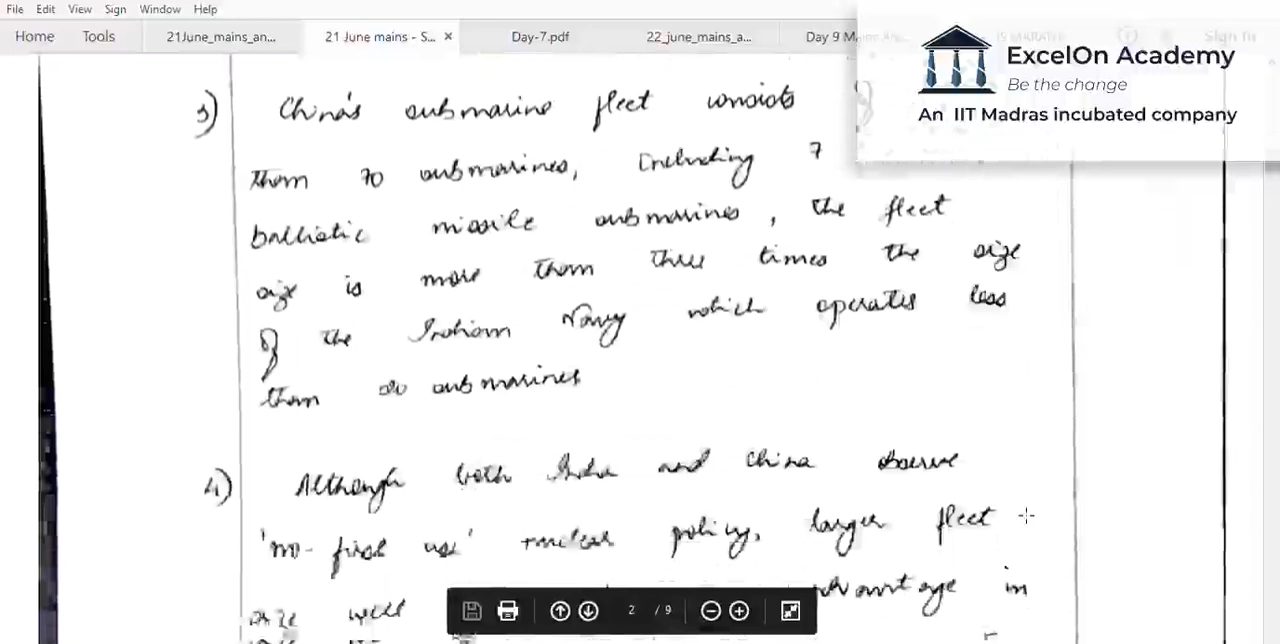 File Edit View Sign Window Help
Home Tools 21June_mains_an... 21 June mains - S... × Day-7.pdf 22_june_mains_a... Day 9 M Sign In
ExcelOn Academy
Be the change
An IIT Madras incubated company
3) China's submarine fleet consists
than 70 submarines, including 7
ballistic missile submarines, the fleet
size is more than three times the size
of the Indian Navy which operates less
than 20 submarines
4) Although both India and China observe
'no-first use' nuclear policy, larger fleet
size will advantage in
2 / 9